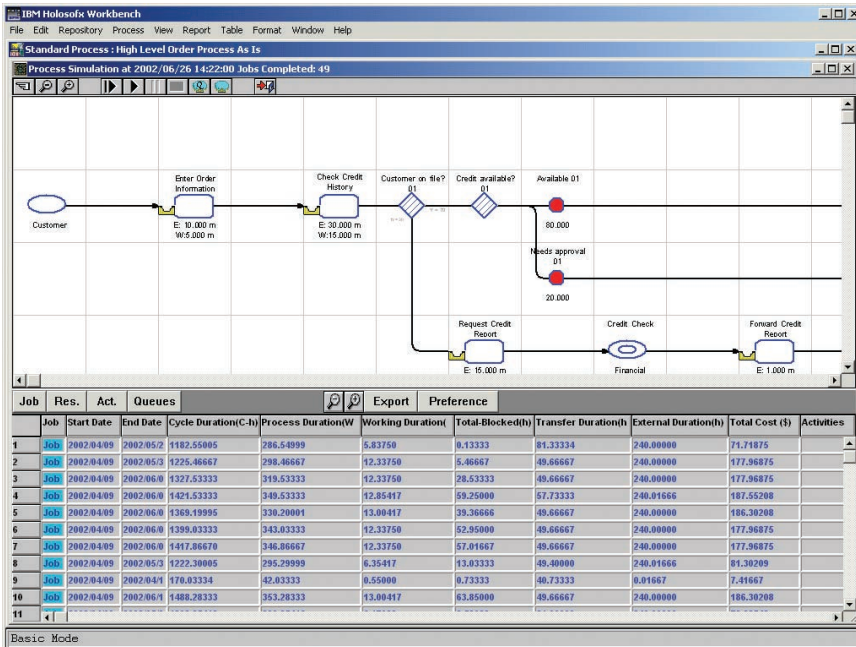 IBM Holosofx Workbench
File Edit Repository Process View Report Table Format Window Help
Standard Process : High Level Order Process As Is
Process Simulation at 2002/06/26 14:22:00 Jobs Completed: 49
Enter Order Information
Check Credit History
Customer on file? 01
Credit available? 01
Available 01
Customer
E: 10.000 m
W:5.000 m
E: 30.000 m
W:15.000 m
80.000
Needs approval 01
20.000
Request Credit Report
Credit Check
Forward Credit Report
E: 15.000 m
Financial
E: 1.000 m
Job Res. Act. Queues Export Preference
Job Start Date End Date Cycle Duration(C-h) Process Duration(W Working Duration( Total-Blocked(h) Transfer Duration(h External Duration(h) Total Cost ($) Activities
1 Job 2002/04/09 2002/05/2 1182.55005 286.54999 5.83750 0.13333 81.33334 240.00000 71.71875
2 Job 2002/04/09 2002/05/3 1225.46667 298.46667 12.33750 5.46667 49.66667 240.00000 177.96875
3 Job 2002/04/09 2002/06/0 1327.53333 319.53333 12.33750 28.53333 49.66667 240.00000 177.96875
4 Job 2002/04/09 2002/06/0 1421.53333 349.53333 12.85417 59.25000 57.73333 240.01666 187.55208
5 Job 2002/04/09 2002/06/0 1369.19995 330.20001 13.00417 39.36666 49.66667 240.00000 186.30208
6 Job 2002/04/09 2002/06/0 1399.03333 343.03333 12.33750 52.95000 49.66667 240.00000 177.96875
7 Job 2002/04/09 2002/06/0 1417.86670 346.86667 12.33750 57.01667 49.66667 240.00000 177.96875
8 Job 2002/04/09 2002/05/3 1222.30005 295.29999 6.35417 13.03333 49.40000 240.01666 81.30209
9 Job 2002/04/09 2002/04/1 170.03334 42.03333 0.55000 0.73333 40.73333 0.01667 7.41667
10 Job 2002/04/09 2002/06/1 1488.28333 353.28333 13.00417 63.85000 49.66667 240.00000 186.30208
11
Basic Mode